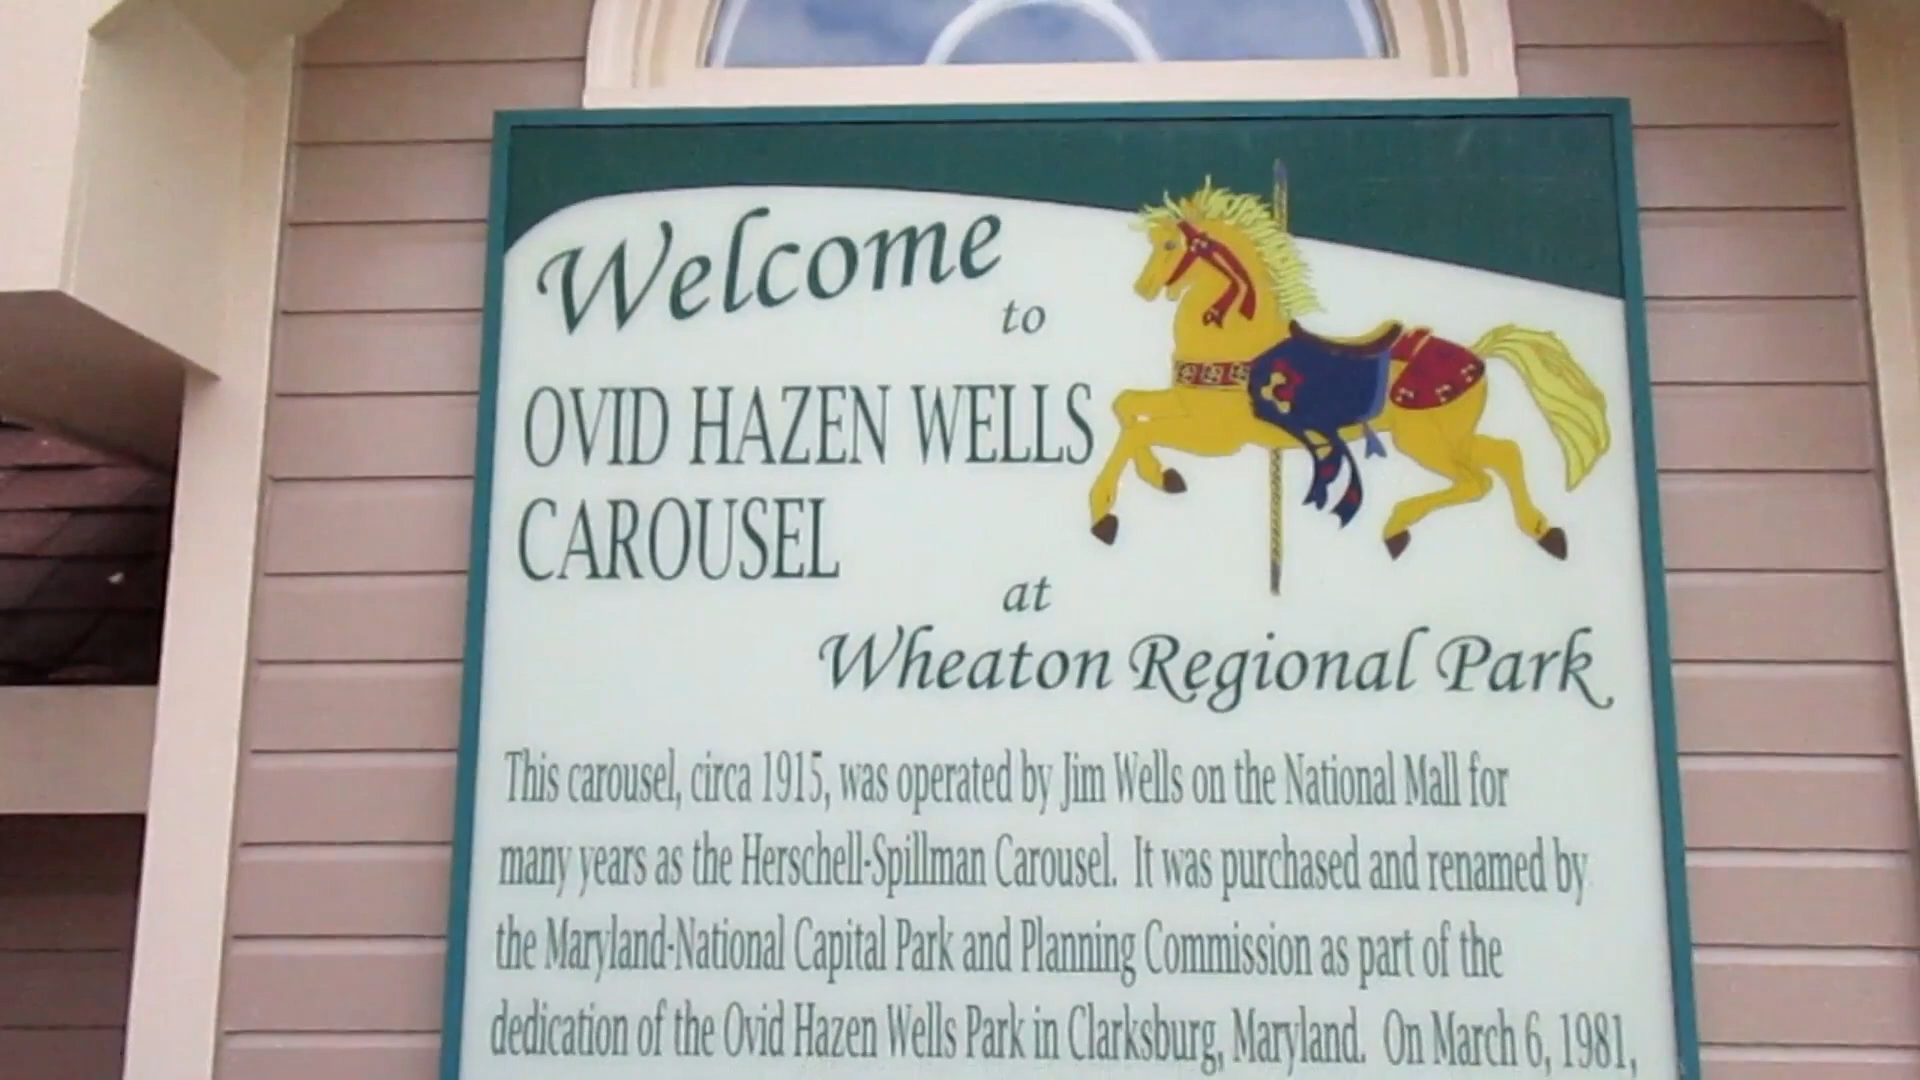 Welcome
to
OVID HAZEN WELLS
CAROUSEL
at
Wheaton Regional Park
This carousel, circa 1915, was operated by Jim Wells on the National Mall for
many years as the Herschell-Spillman Carousel. It was purchased and renamed by
the Maryland-National Capital Park and Planning Commission as part of the
dedication of the Ovid Hazen Wells Park in Clarksburg, Maryland. On March 6, 1981,